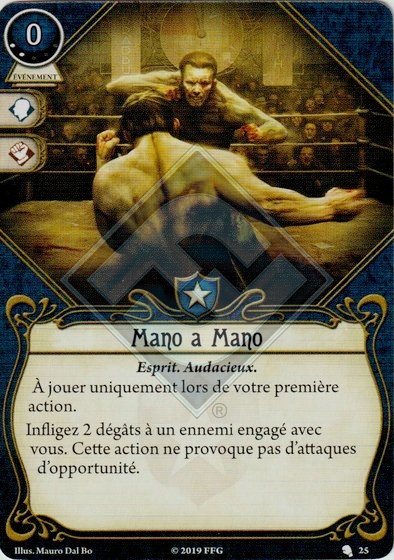 0
ÉVÉNEMENT
Mano a Mano
Esprit. Audacieux.
À jouer uniquement lors de votre première
action.
Infligez 2 dégâts à un ennemi engagé avec
vous. Cette action ne provoque pas d'attaques
d'opportunité.
®
Illus. Mauro Dal Bo
© 2019 FFG
25